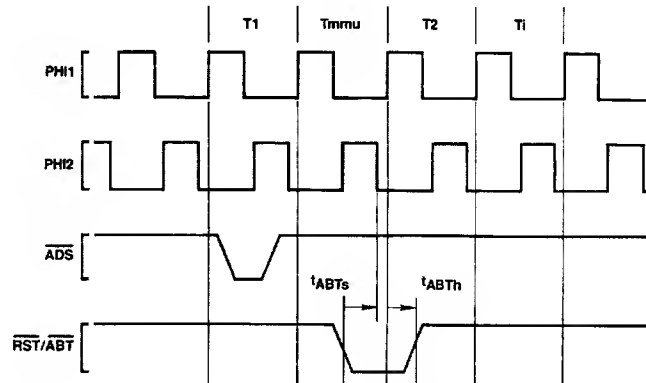 T1 Tmmu T2 Ti
PHI1
PHI2
ADS
tABTs tABTh
RST/ABT